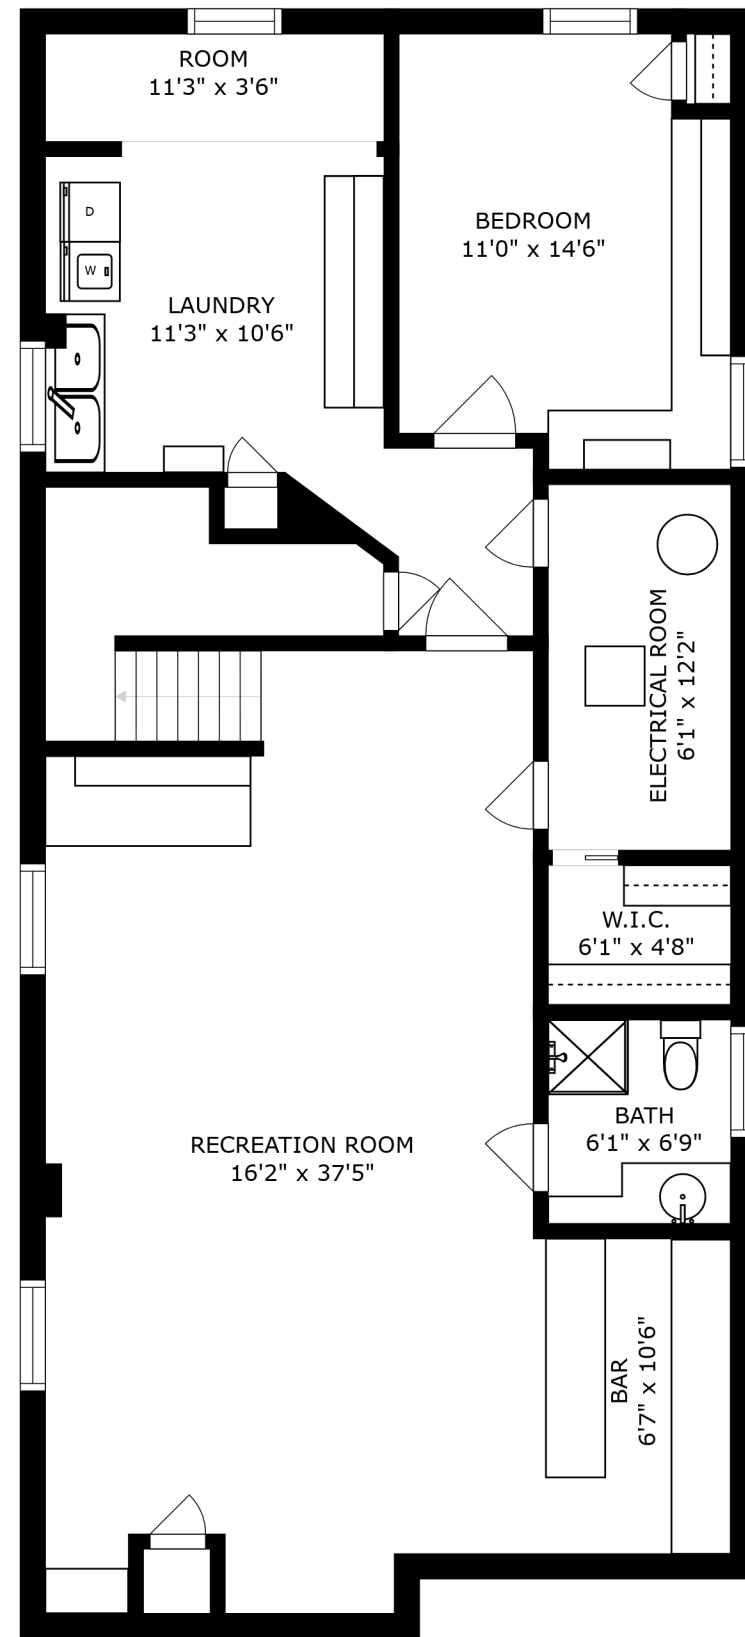 ROOM
11'3" x 3'6"
BEDROOM
11'0" x 14'6"
D
W
LAUNDRY
11'3" x 10'6"
ELECTRICAL ROOM
6'1" x 12'2"
W.I.C.
6'1" x 4'8"
BATH
6'1" x 6'9"
RECREATION ROOM
16'2" x 37'5"
BAR
6'7" x 10'6"